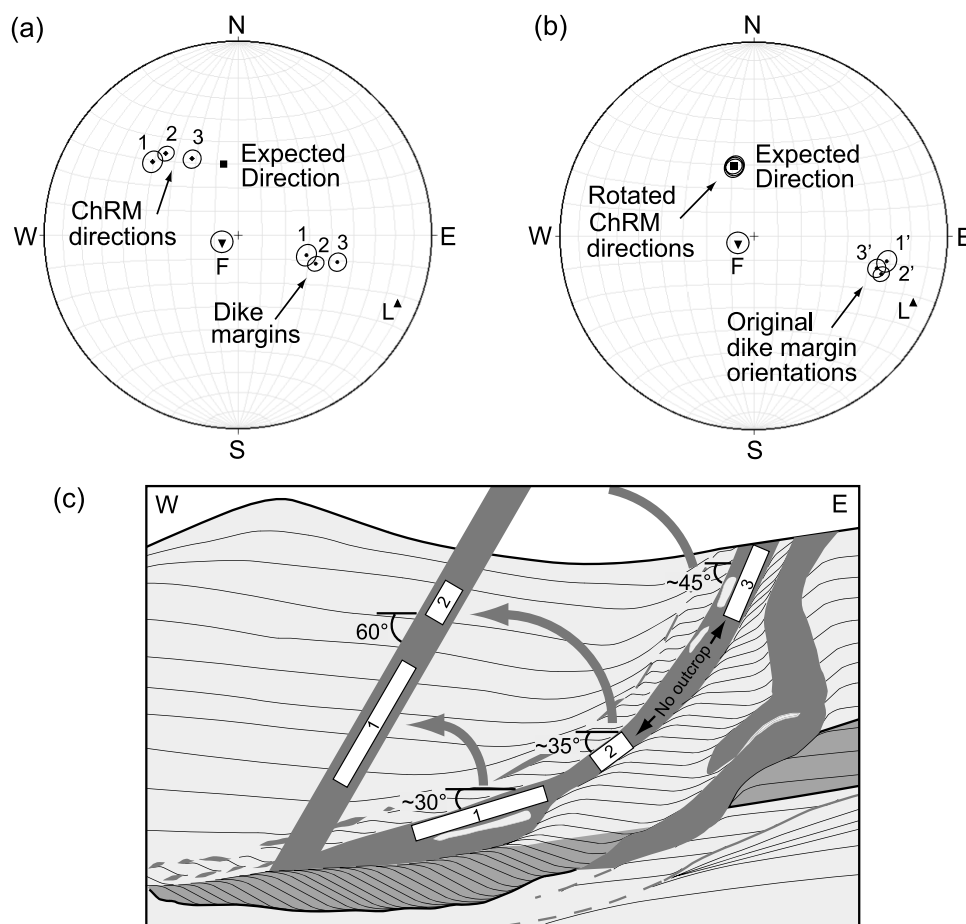 (a)
N
1
2
3
Expected
Direction
ChRM
directions
W
E
F
1
2
3
L
Dike
margins
S
(b)
N
Expected
Direction
Rotated
ChRM
directions
W
E
F
1'
3'
2'
L
Original
dike margin
orientations
S
(c)
W
E
~45°
3
2
60°
No outcrop
1
~35°
2
~30°
1